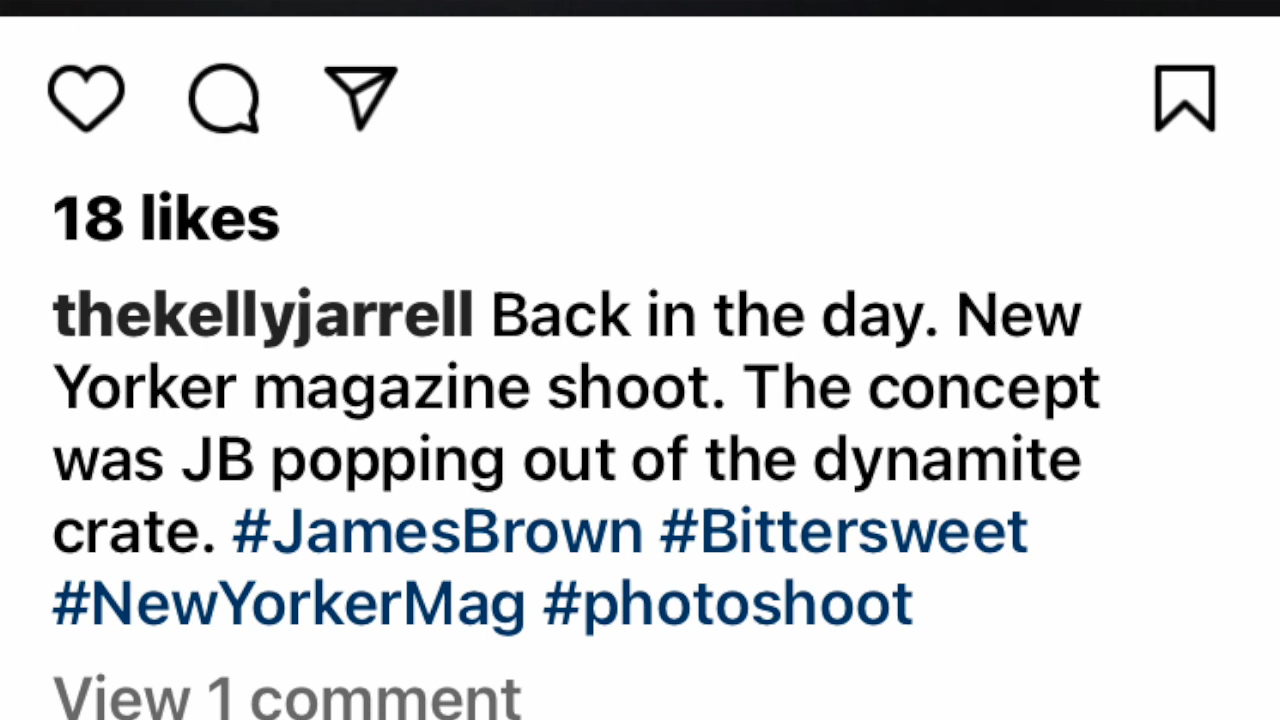 18 likes
thekellyjarrell Back in the day. New
Yorker magazine shoot. The concept
was JB popping out of the dynamite
crate. #JamesBrown #Bittersweet
#NewYorkerMag #photoshoot
View 1 comment